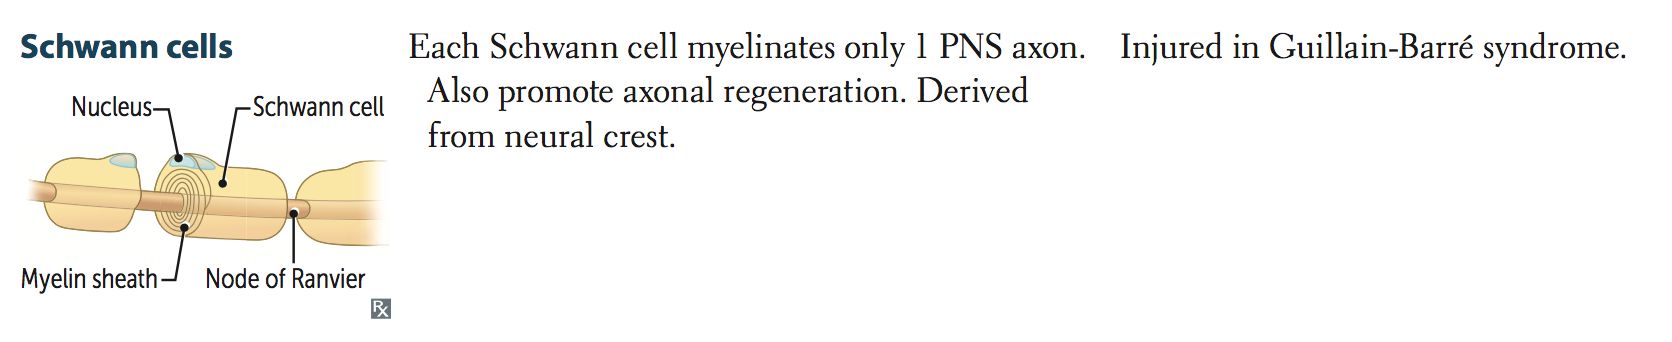 Schwann cells
Each Schwann cell myelinates only 1 PNS axon.
Also promote axonal regeneration. Derived
from neural crest.
Injured in Guillain-Barré syndrome.
Nucleus
Schwann cell
Myelin sheath
Node of Ranvier
Rx